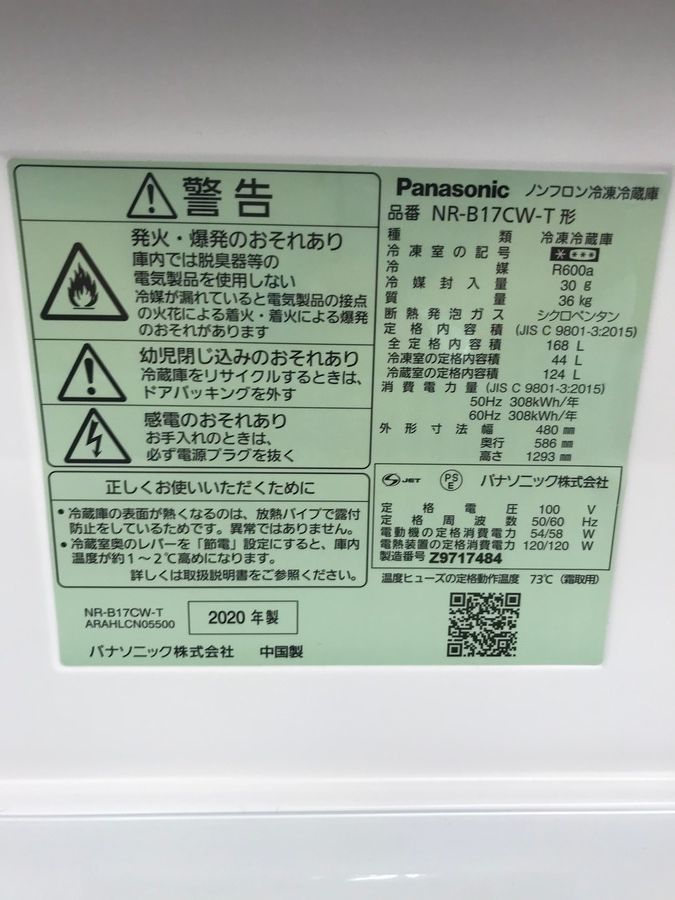 警告
発火・爆発のおそれあり
庫内では脱臭器等の
電気製品を使用しない
冷媒が漏れていると電気製品の接点
の火花による着火・着火による爆発
のおそれがあります
幼児閉じ込みのおそれあり
冷蔵庫をリサイクルするときは、
ドアパッキングを外す
感電のおそれあり
お手入れのときは、
必ず電源プラグを抜く
正しくお使いいただくために
・冷蔵庫の表面が熱くなるのは、放熱パイプで露付
防止をしているためです。異常ではありません。
・冷蔵室奥のレバーを「節電」設定にすると、庫内
温度が約1～2℃高めになります。
詳しくは取扱説明書をご参照ください。
NR-B17CW-T
ARAHLCN05500
2020 年製
パナソニック株式会社 中国製
Panasonic ノンフロン冷凍冷蔵庫
品番 NR-B17CW-T 形
種類 冷凍冷蔵庫
冷凍室の記号 ****
冷媒 R600a
冷媒封入量 30 g
質量 36 kg
断熱発泡ガス シクロペンタン
定格内容積 (JIS C 9801-3:2015)
全定格内容積 168 L
冷凍室の定格内容積 44 L
冷蔵室の定格内容積 124 L
消費電力量 (JIS C 9801-3:2015)
50Hz 308kWh/年
60Hz 308kWh/年
外形寸法 幅 480 mm
奥行 586 mm
高さ 1293 mm
S JET PS E パナソニック株式会社
定格電圧 100 V
定格周波数 50/60 Hz
電動機の定格消費電力 54/58 W
電熱装置の定格消費電力 120/120 W
製造番号 Z9717484
温度ヒューズの定格動作温度 73℃ (霜取用)